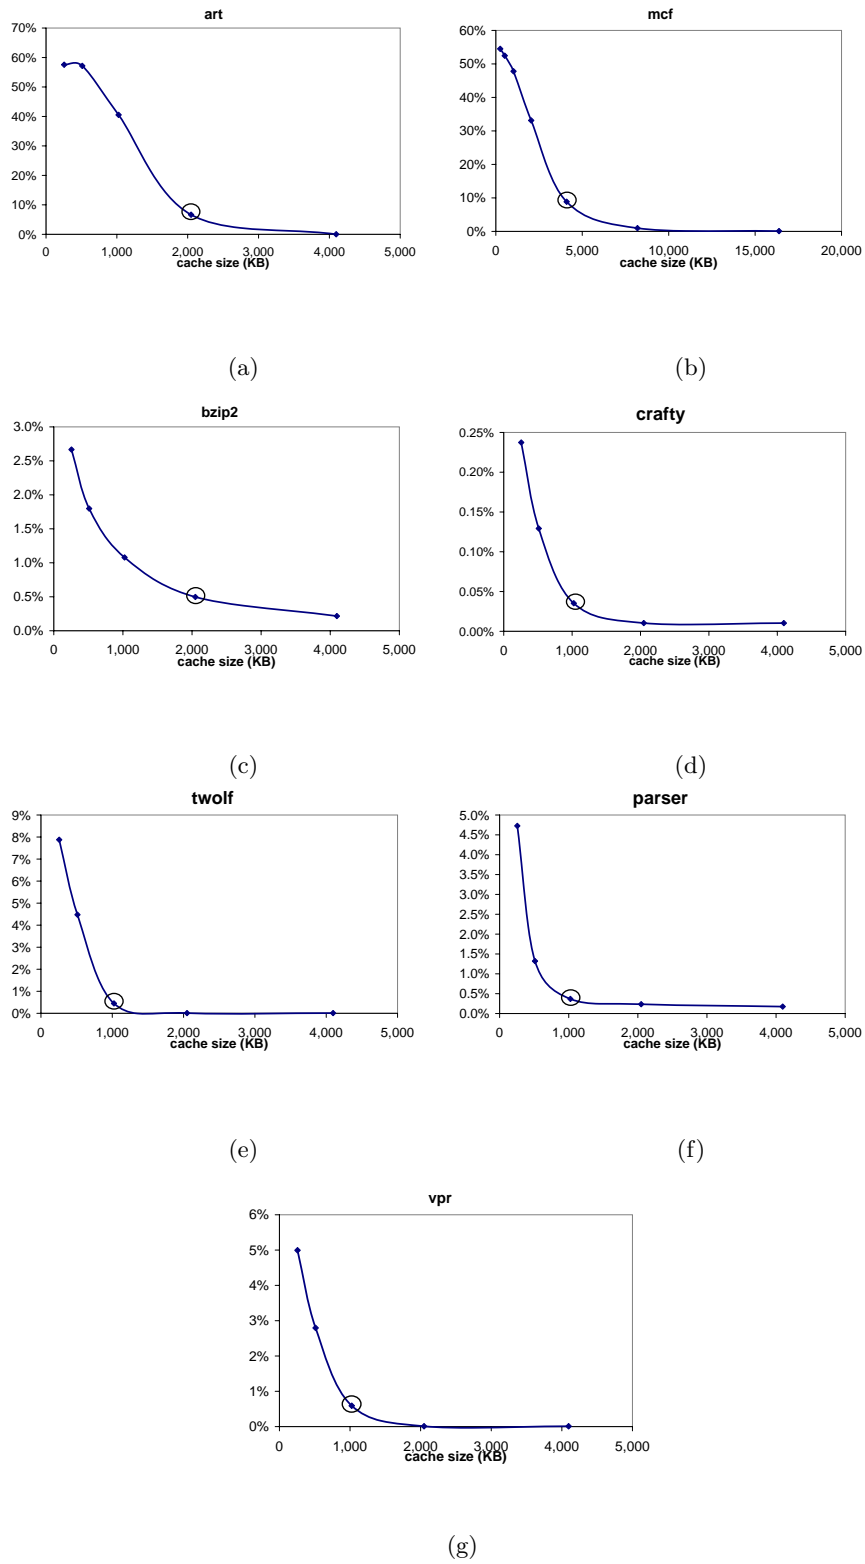 art
70%
60%
50%
40%
30%
20%
10%
0%
0 1,000 2,000 3,000 4,000 5,000
cache size (KB)
(a)
mcf
60%
50%
40%
30%
20%
10%
0%
0 5,000 10,000 15,000 20,000
cache size (KB)
(b)
bzip2
3.0%
2.5%
2.0%
1.5%
1.0%
0.5%
0.0%
0 1,000 2,000 3,000 4,000 5,000
cache size (KB)
(c)
crafty
0.25%
0.20%
0.15%
0.10%
0.05%
0.00%
0 1,000 2,000 3,000 4,000 5,000
cache size (KB)
(d)
twolf
9%
8%
7%
6%
5%
4%
3%
2%
1%
0%
0 1,000 2,000 3,000 4,000 5,000
cache size (KB)
(e)
parser
5.0%
4.5%
4.0%
3.5%
3.0%
2.5%
2.0%
1.5%
1.0%
0.5%
0.0%
0 1,000 2,000 3,000 4,000 5,000
cache size (KB)
(f)
vpr
6%
5%
4%
3%
2%
1%
0%
0 1,000 2,000 3,000 4,000 5,000
cache size (KB)
(g)